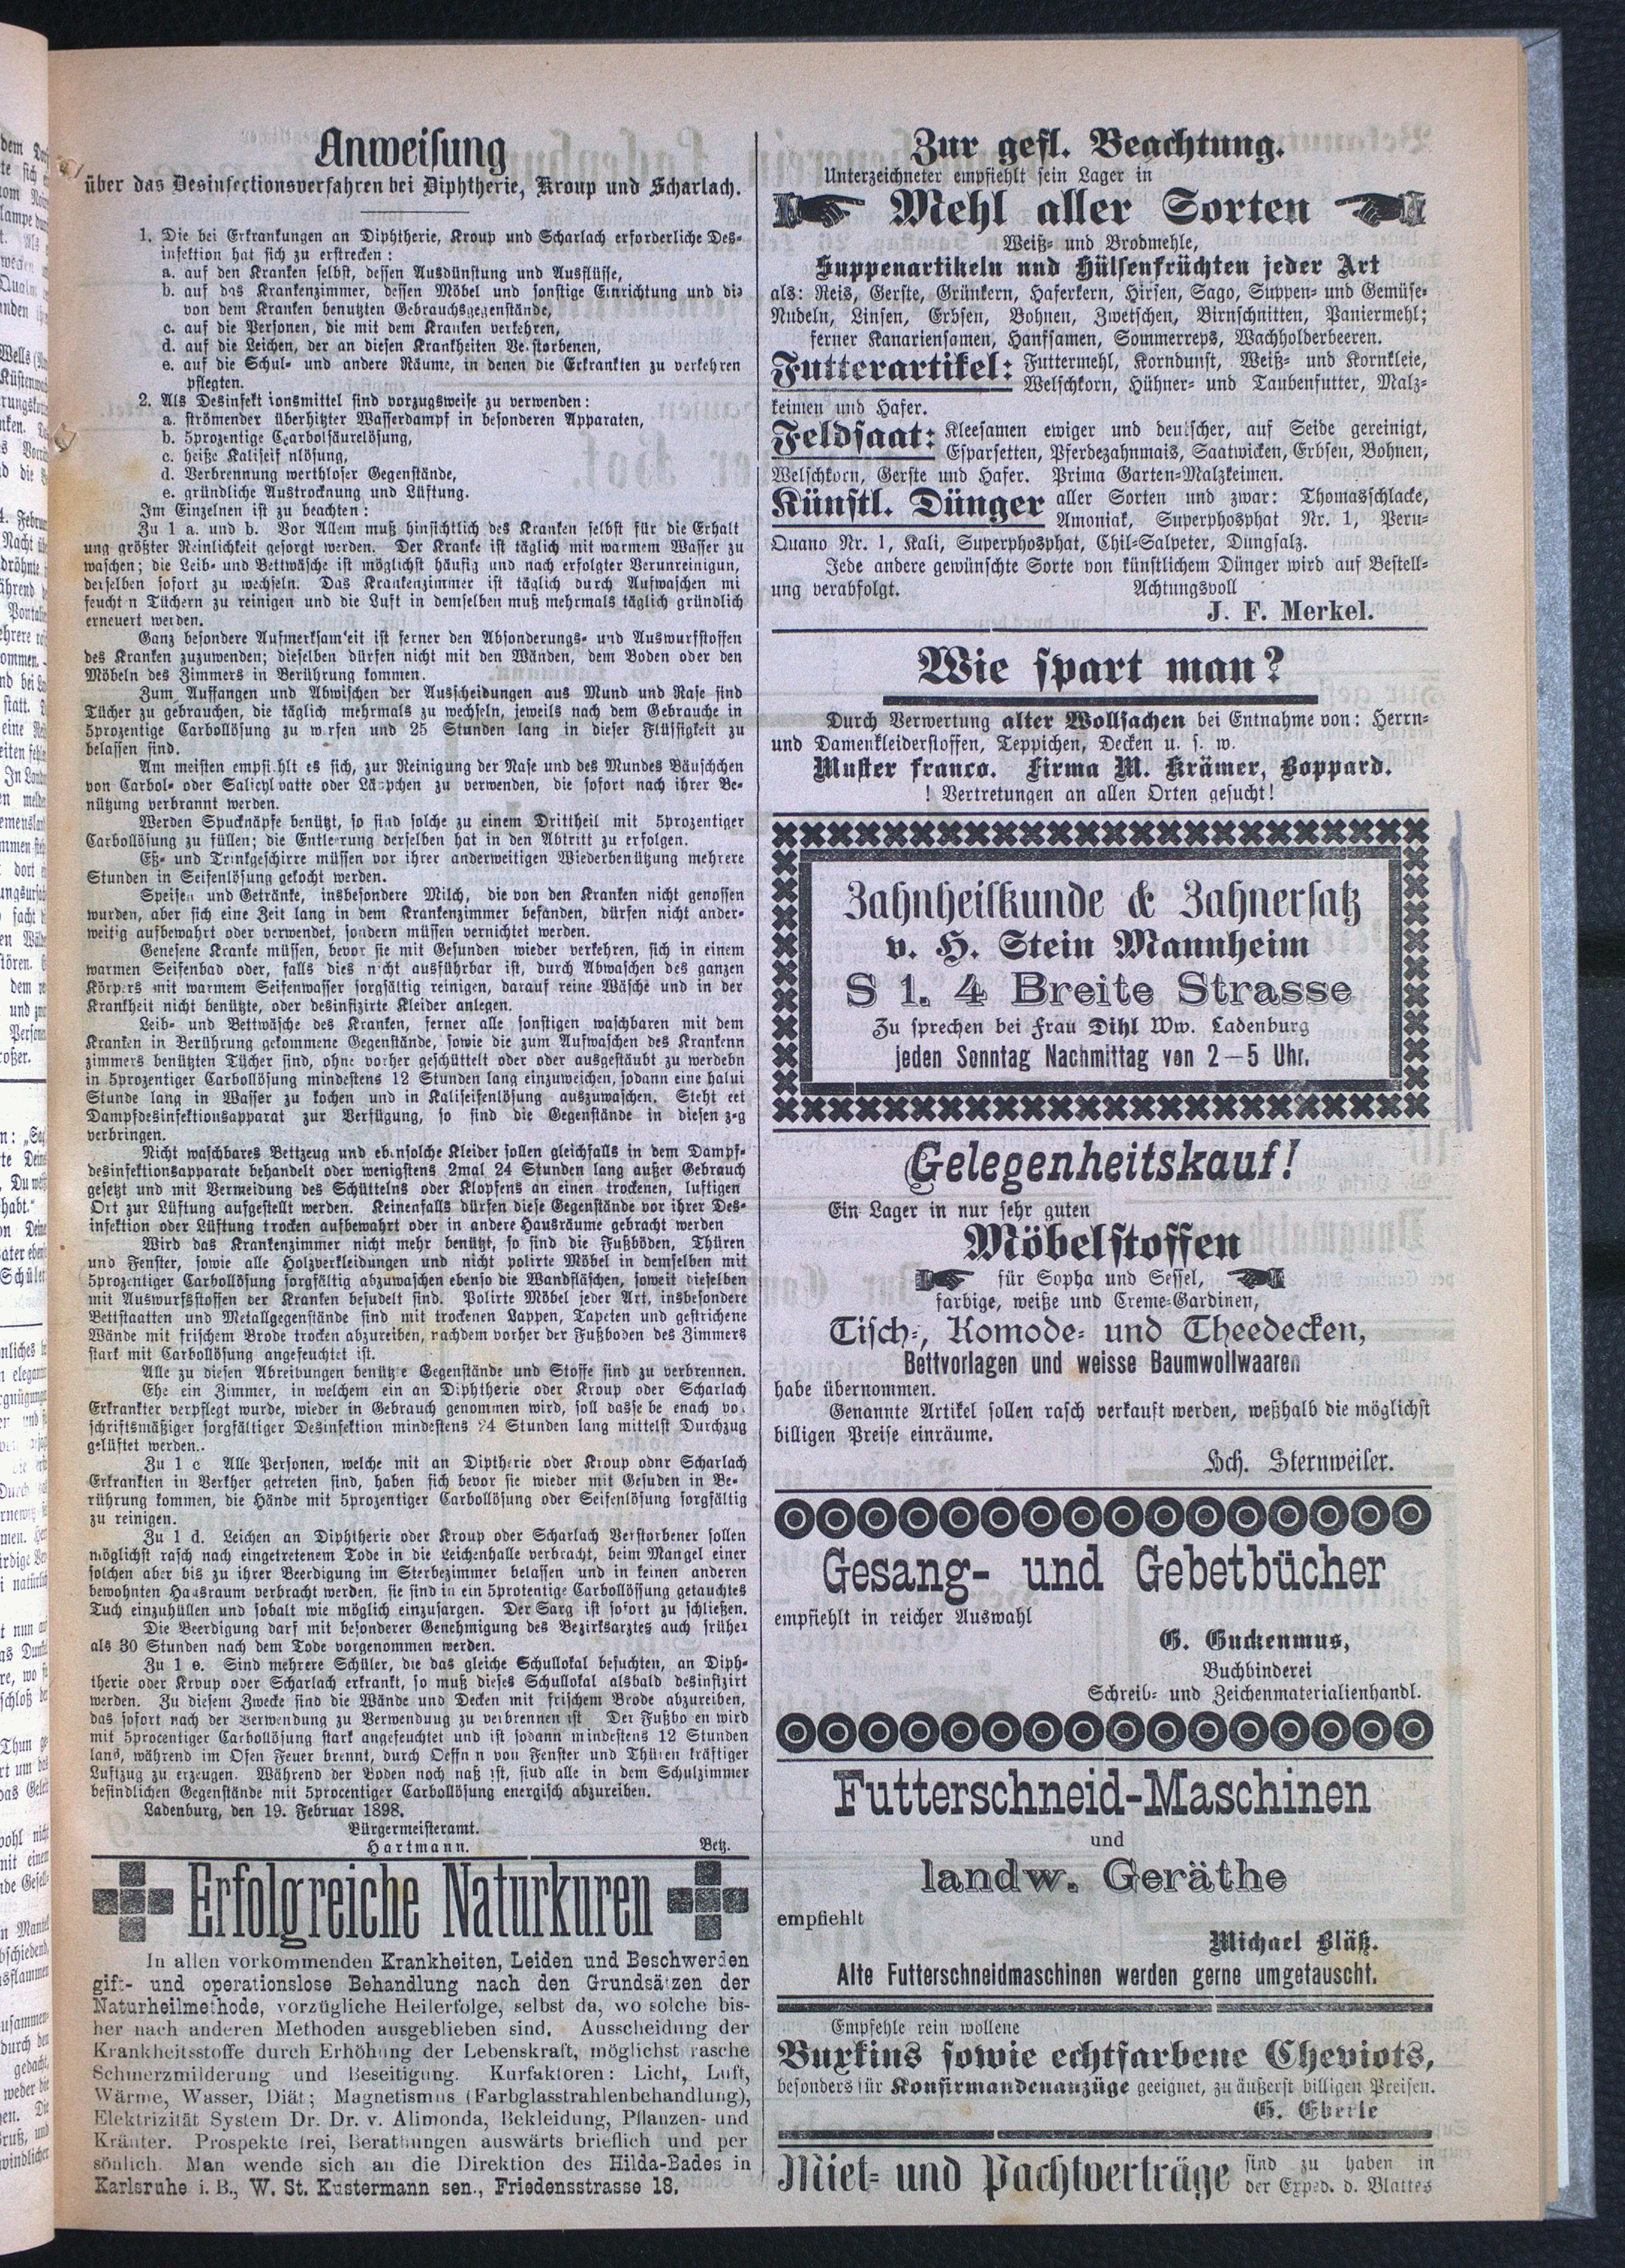 Anweisung
über das Desinfectionsverfahren bei Diphtherie, Kroup und Scharlach.
1. Die bei Erkrankungen an Diphtherie, Kroup und Scharlach erforderliche Des-
infektion hat sich zu erstrecken:
a. auf den Kranken selbst, dessen Ausdünstung und Ausflüsse,
b. auf das Krankenzimmer, dessen Möbel und sonstige Einrichtung und die
von dem Kranken benutzten Gebrauchsgegenstände,
c. auf die Personen, die mit dem Kranken verkehren,
d. auf die Leichen, der an diesen Krankheiten Verstorbenen,
e. auf die Schul- und andere Räume, in denen die Erkrankten zu verkehren
pflegten.
2. Als Desinfekt ionsmittel sind vorzugsweise zu verwenden:
a. strömender überhitzter Wasserdampf in besonderen Apparaten,
b. 5prozentige Carbolsäurelösung,
c. heiße Kaliseif nlösung,
d. Verbrennung werthloser Gegenstände,
e. gründliche Austrocknung und Lüftung.
Im Einzelnen ist zu beachten:
Zu 1 a. und b. Vor Allem muß hinsichtlich des Kranken selbst für die Erhalt
ung größter Reinlichkeit gesorgt werden. Der Kranke ist täglich mit warmem Wasser zu
waschen; die Leib- und Bettwäsche ist möglichst häufig und nach erfolgter Verunreinigun,
derselben sofort zu wechseln. Das Krankenzimmer ist täglich durch Aufwaschen mi
feucht n Tüchern zu reinigen und die Luft in demselben muß mehrmals täglich gründlich
erneuert werden.
Ganz besondere Aufmerksam'eit ist ferner den Absonderungs- und Auswurfstoffen
des Kranken zuzuwenden; dieselben dürfen nicht mit den Wänden, dem Boden oder den
Möbeln des Zimmers in Berührung kommen.
Zum Auffangen und Abwischen der Ausscheidungen aus Mund und Nase sind
Tücher zu gebrauchen, die täglich mehrmals zu wechseln, jeweils nach dem Gebrauche in
5prozentige Carbollösung zu w rfen und 25 Stunden lang in dieser Flüssigkeit zu
belassen sind.
Am meisten empfi hlt es sich, zur Reinigung der Nase und des Mundes Bäuschchen
von Carbol- oder Salicylwatte oder Läppchen zu verwenden, die sofort nach ihrer Be-
nützung verbrannt werden.
Werden Spucknäpfe benützt, so sind solche zu einem Drittheil mit 5prozentiger
Carbollösung zu füllen; die Entleerung derselben hat in den Abtritt zu erfolgen.
Eß- und Trinkgeschirre müssen vor ihrer anderweitigen Wiederbenützung mehrere
Stunden in Seifenlösung gekocht werden.
Speisen und Getränke, insbesondere Milch, die von den Kranken nicht genossen
wurden, aber sich eine Zeit lang in dem Krankenzimmer befanden, dürfen nicht ander-
weitig aufbewahrt oder verwendet, sondern müssen vernichtet werden.
Genesene Kranke müssen, bevor sie mit Gesunden wieder verkehren, sich in einem
warmen Seifenbad oder, falls dies nicht ausführbar ist, durch Abwaschen des ganzen
Körpers mit warmem Seifenwasser sorgfältig reinigen, darauf reine Wäsche und in der
Krankheit nicht benützte, oder desinfizirte Kleider anlegen.
Leib- und Bettwäsche des Kranken, ferner alle sonstigen waschbaren mit dem
Kranken in Berührung gekommene Gegenstände, sowie die zum Aufwaschen des Krankenn
zimmers benützten Tücher sind, ohne vorher geschüttelt oder oder ausgestäubt zu werdebn
in 5prozentiger Carbollösung mindestens 12 Stunden lang einzuweichen, sodann eine halui
Stunde lang in Wasser zu kochen und in Kaliseifenlösung auszuwaschen. Steht eet
Dampfdesinfektionsapparat zur Verfügung, so sind die Gegenstände in diesen z-g
verbringen.
Nicht waschbares Bettzeug und ebensolche Kleider sollen gleichfalls in dem Dampf-
desinfektionsapparate behandelt oder wenigstens 2mal 24 Stunden lang außer Gebrauch
gesetzt und mit Vermeidung des Schüttelns oder Klopfens an einen trockenen, luftigen
Ort zur Lüftung aufgestellt werden. Keinenfalls dürfen diese Gegenstände vor ihrer Des-
infektion oder Lüftung trocken aufbewahrt oder in andere Hausräume gebracht werden
Wird das Krankenzimmer nicht mehr benützt, so sind die Fußböden, Thüren
und Fenster, sowie alle Holzverkleidungen und nicht polirte Möbel in demselben mit
5prozentiger Carbollösung sorgfältig abzuwaschen ebenso die Wandfläschen, soweit dieselben
mit Auswurfsstoffen der Kranken besudelt sind. Polirte Möbel jeder Art, insbesondere
Bettstaatten und Metallgegenstände sind mit trockenen Lappen, Tapeten und gestrichene
Wände mit frischem Brode trocken abzureiben, nachdem vorher der Fußboden des Zimmers
stark mit Carbollösung angefeuchtet ist.
Alle zu diesen Abreibungen benützte Gegenstände und Stoffe sind zu verbrennen.
Ehe ein Zimmer, in welchem ein an Diphtherie oder Kroup oder Scharlach
Erkrankter verpflegt wurde, wieder in Gebrauch genommen wird, soll dasse be enach vo.
schriftsmäßiger sorgfältiger Desinfektion mindestens 24 Stunden lang mittelst Durchzug
gelüftet werden..
Zu 1 c Alle Personen, welche mit an Diptherie oder Kroup odnr Scharlach
Erkrankten in Verkher getreten sind, haben sich bevor sie wieder mit Gesuden in Be-
rührung kommen, die Hände mit 5prozentiger Carbollösung oder Seifenlösung sorgfältig
zu reinigen.
Zu 1 d. Leichen an Diphtherie oder Kroup oder Scharlach Verstorbener sollen
möglichst rasch nach eingetretenem Tode in die Leichenhalle verbracht, beim Mangel einer
solchen aber bis zu ihrer Beerdigung im Sterbezimmer belassen und in keinen anderen
bewohnten Hausraum verbracht werden, sie sind in ein 5protentige Carbollössung getauchtes
Tuch einzuhüllen und sobalt wie möglich einzusargen. Der Sarg ist sofort zu schließen.
Die Beerdigung darf mit besonderer Genehmigung des Bezirksarztes auch früher
als 30 Stunden nach dem Tode vorgenommen werden.
Zu 1 e. Sind mehrere Schüler, die das gleiche Schullokal besuchten, an Diph-
therie oder Krvup oder Scharlach erkrankt, so muß dieses Schullokal alsbald desinfizirt
werden. Zu diesem Zwecke sind die Wände und Decken mit frischem Brode abzureiben,
das sofort nach der Verwendung zu Verwendung zu verbrennen ist Der Fußbo en wird
mit 5procentiger Carbollösung stark angefeuchtet und ist sodann mindestens 12 Stunden
lang, während im Ofen Feuer brennt, durch Oeffn n von Fenster und Thüren kräftiger
Luftzug zu erzeugen. Während der Boden noch naß ist, sind alle in dem Schulzimmer
befindlichen Gegenstände mit 5procentiger Carbollösung energisch abzureiben.
Ladenburg, den 19. Februar 1898.
Bürgermeisteramt.
Hartmann. Betz.
Erfolgreiche Naturkuren
In allen vorkommenden Krankheiten, Leiden und Beschwerden
gift- und operationslose Behandlung nach den Grundsätzen der
Naturheilmethode, vorzügliche Heilerfolge, selbst da, wo solche bis-
her nach anderen Methoden ausgeblieben sind. Ausscheidung der
Krankheitsstoffe durch Erhöhung der Lebenskraft, möglichst rasche
Schmerzmilderung und Beseitigung. Kurfaktoren: Licht, Luft,
Wärme, Wasser, Diät; Magnetismus (Farbglasstrahlenbehandlung),
Elektrizität System Dr. Dr. v. Alimonda, Bekleidung, Pflanzen- und
Kräuter. Prospekte frei, Berathungen auswärts brieflich und per
sönlich. Man wende sich an die Direktion des Hilda-Bades in
Karlsruhe i. B., W. St. Kustermann sen., Friedensstrasse 18.
Zur gefl. Beachtung.
Unterzeichneter empfiehlt sein Lager in
Mehl aller Sorten
Weiß- und Brodmehle,
Suppenartikeln und Hülsenfrüchten jeder Art
als: Reis, Gerste, Grünkern, Haferkern, Hirsen, Sago, Suppen- und Gemüse-
Nudeln, Linsen, Erbsen, Bohnen, Zwetschen, Birnschnitten, Paniermehl;
ferner Kanariensamen, Hanfsamen, Sommerreps, Wachholderbeeren.
Futterartikel: Futtermehl, Korndunst, Weiß- und Kornkleie,
Welschkorn, Hühner- und Taubenfutter, Malz-
keimen und Hafer.
Feldsaat: Kleesamen ewiger und deutscher, auf Seide gereinigt,
Esparsetten, Pferdezahnmais, Saatwicken, Erbsen, Bohnen,
Welschkorn, Gerste und Hafer. Prima Garten-Malzkeimen.
Künstl. Dünger aller Sorten und zwar: Thomasschlacke,
Amoniak, Superphosphat Nr. 1, Peru-
Quano Nr. 1, Kali, Superphosphat, Chil-Salpeter, Düngsalz.
Jede andere gewünschte Sorte von künstlichem Dünger wird auf Bestell-
ung verabfolgt. Achtungsvoll
J. F. Merkel.
Wie spart man?
Durch Verwertung alter Wollsachen bei Entnahme von: Herrn-
und Damenkleiderstoffen, Teppichen, Decken u. s. w.
Muster franco. Firma M. Krämer, Boppard.
! Vertretungen an allen Orten gesucht!
Zahnheilkunde & Zahnersatz
v. H. Stein Mannheim
S 1. 4 Breite Strasse
Zu sprechen bei Frau Dihl Ww. Ladenburg
jeden Sonntag Nachmittag von 2—5 Uhr.
Gelegenheitskauf!
Ein Lager in nur sehr guten
Möbelstoffen
für Sopha und Sessel,
farbige, weiße und Creme-Gardinen,
Tisch-, Komode- und Theedecken,
Bettvorlagen und weisse Baumwollwaaren
habe übernommen.
Genannte Artikel sollen rasch verkauft werden, weßhalb die möglichst
billigen Preise einräume.
Hch. Sternweiler.
Gesang- und Gebetbücher
empfiehlt in reicher Auswahl
G. Guckenmus,
Buchbinderei
Schreib- und Zeichenmaterialienhandl.
Futterschneid-Maschinen
und
landw. Geräthe
empfiehlt
Michael Bläß.
Alte Futterschneidmaschinen werden gerne umgetauscht.
Empfehle rein wollene
Buxkins sowie echtfarbene Cheviots,
besonders für Konfirmandenanzüge geeignet, zu äußerst billigen Preisen.
G. Eberle
Miet- und Pachtverträge sind zu haben in
der Exped. d. Blattes